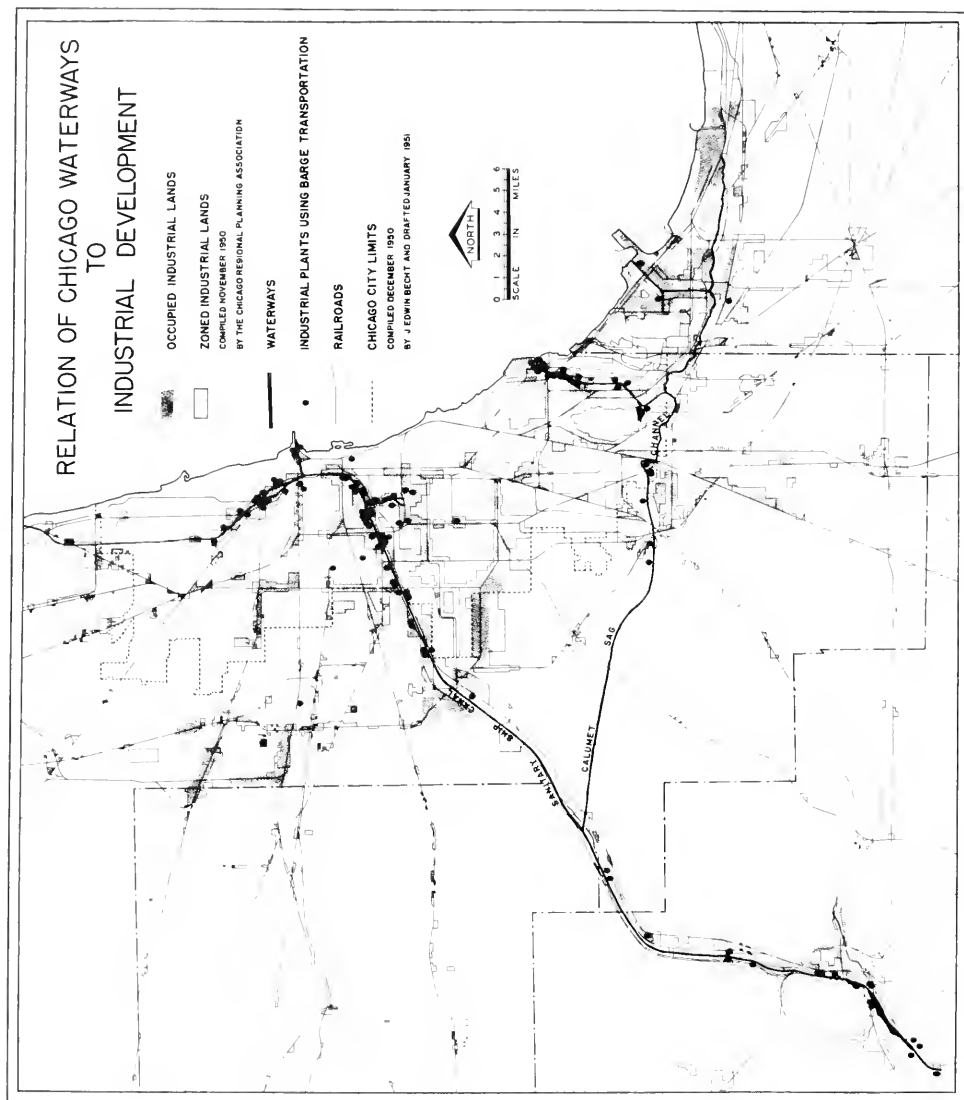 RELATION OF CHICAGO WATERWAYS
TO
INDUSTRIAL DEVELOPMENT
OCCUPIED INDUSTRIAL LANDS
ZONED INDUSTRIAL LANDS
COMPILED NOVEMBER 1950
BY THE CHICAGO REGIONAL PLANNING ASSOCIATION
WATERWAYS
INDUSTRIAL PLANTS USING BARGE TRANSPORTATION
RAILROADS
CHICAGO CITY LIMITS
COMPILED DECEMBER 1950
BY J EDWIN BECHT AND DRAFTED JANUARY 1951
NORTH
0 1 2 3 4 5 6
SCALE IN MILES
SANITARY SHIP CANAL
CALUMET SAG CHANNEL